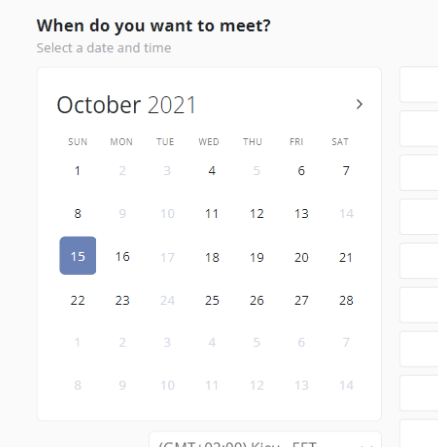 When do you want to meet?
Select a date and time
October 2021 >
SUN MON TUE WED THU FRI SAT
1 2 3 4 5 6 7
8 9 10 11 12 13 14
15 16 17 18 19 20 21
22 23 24 25 26 27 28
1 2 3 4 5 6 7
8 9 10 11 12 13 14
(GMT+02:00) Kiev - EET